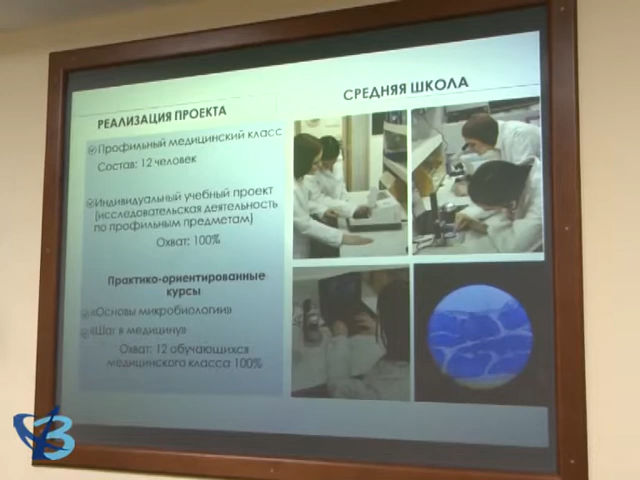 РЕАЛИЗАЦИЯ ПРОЕКТА
СРЕДНЯЯ ШКОЛА
Профильный медицинский класс
Состав: 12 человек
Индивидуальный учебный проект
(исследовательская деятельность
по профильным предметам)
Охват: 100%
Практико-ориентированные
курсы
«Основы микробиологии»
«Шаг в медицину»
Охват: 12 обучающихся
медицинского класса 100%
В